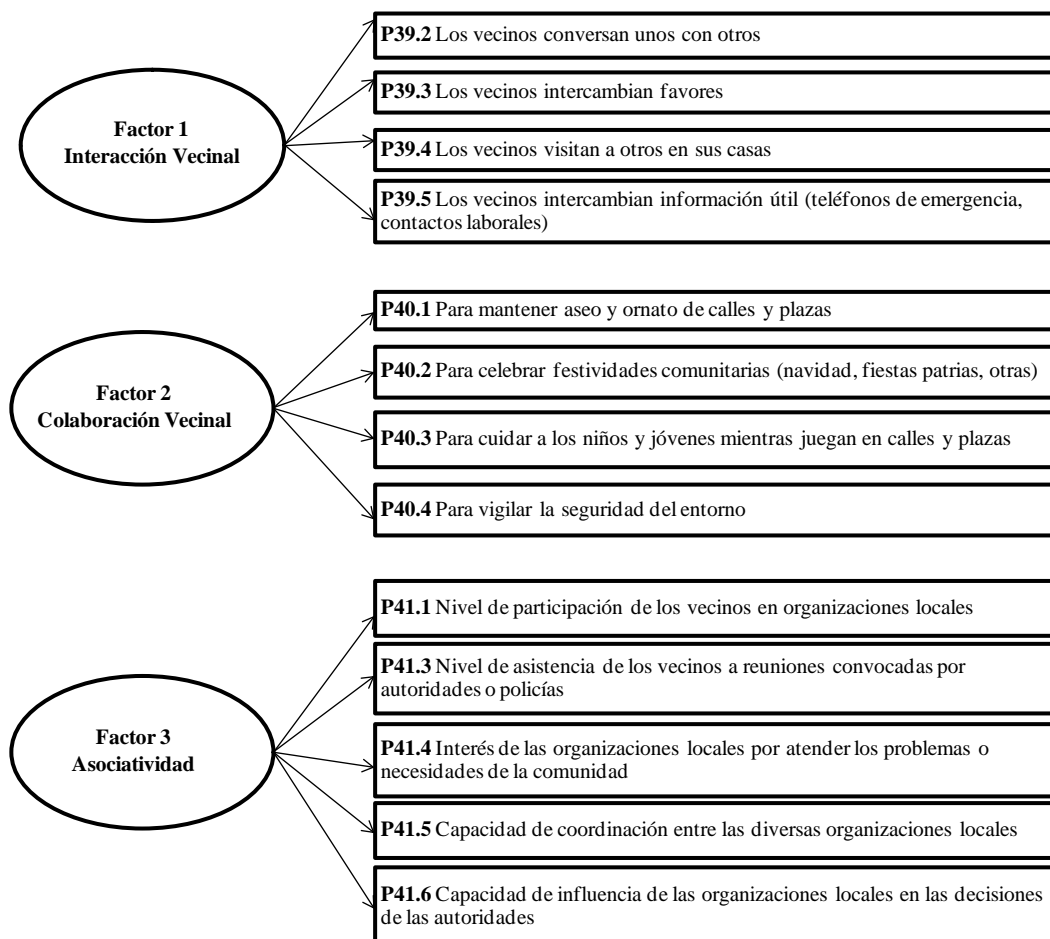 Factor 1
Interacción Vecinal
P39.2 Los vecinos conversan unos con otros
P39.3 Los vecinos intercambian favores
P39.4 Los vecinos visitan a otros en sus casas
P39.5 Los vecinos intercambian información útil (teléfonos de emergencia,
contactos laborales)
Factor 2
Colaboración Vecinal
P40.1 Para mantener aseo y ornato de calles y plazas
P40.2 Para celebrar festividades comunitarias (navidad, fiestas patrias, otras)
P40.3 Para cuidar a los niños y jóvenes mientras juegan en calles y plazas
P40.4 Para vigilar la seguridad del entorno
Factor 3
Asociatividad
P41.1 Nivel de participación de los vecinos en organizaciones locales
P41.3 Nivel de asistencia de los vecinos a reuniones convocadas por
autoridades o policías
P41.4 Interés de las organizaciones locales por atender los problemas o
necesidades de la comunidad
P41.5 Capacidad de coordinación entre las diversas organizaciones locales
P41.6 Capacidad de influencia de las organizaciones locales en las decisiones
de las autoridades